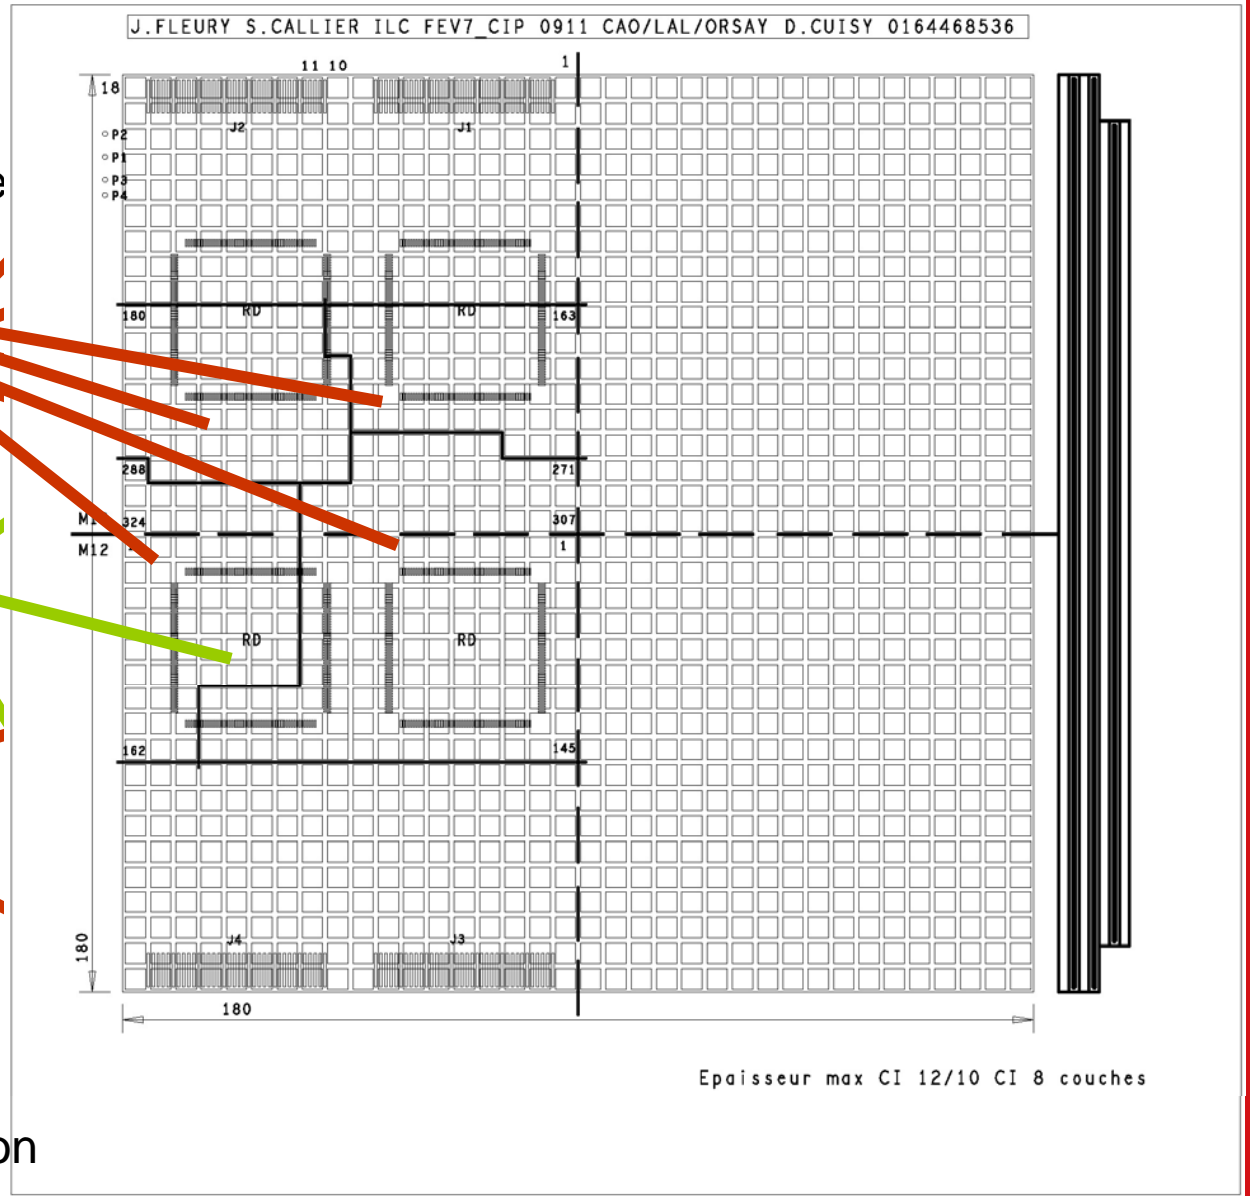 J.FLEURY S.CALLIER ILC FEV7_CIP 0911 CAO/LAL/ORSAY D.CUISY 0164468536
11 10
1
18
J2
J1
P2
P1
P3
P4
RD
RD
180
163
288
271
324
307
M12
1
RD
RD
162
145
J4
J3
180
180
Epaisseur max CI 12/10 CI 8 couches
on